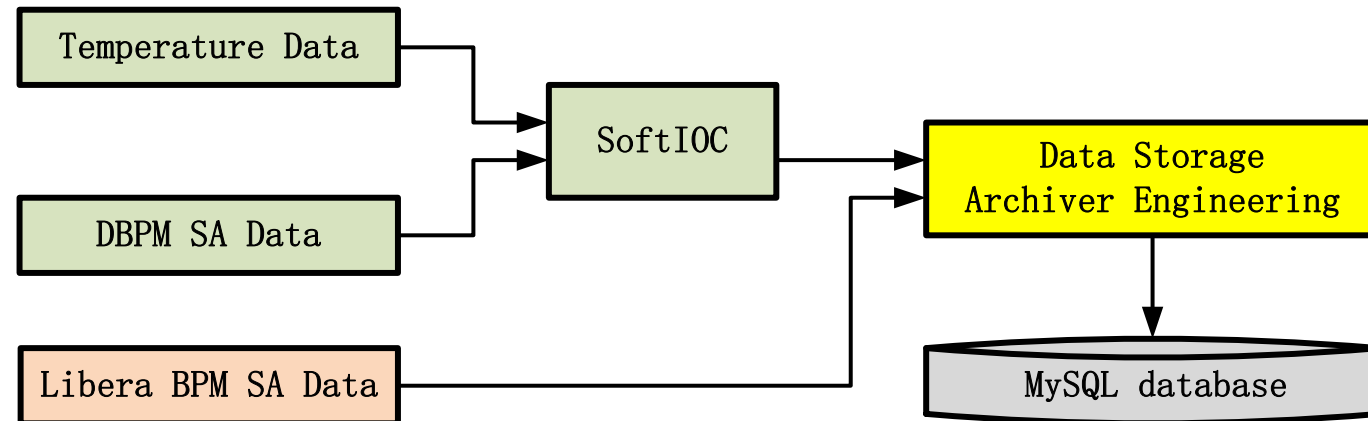 Temperature Data
SoftIOC
Data Storage
Archiver Engineering
DBPM SA Data
Libera BPM SA Data
MySQL database